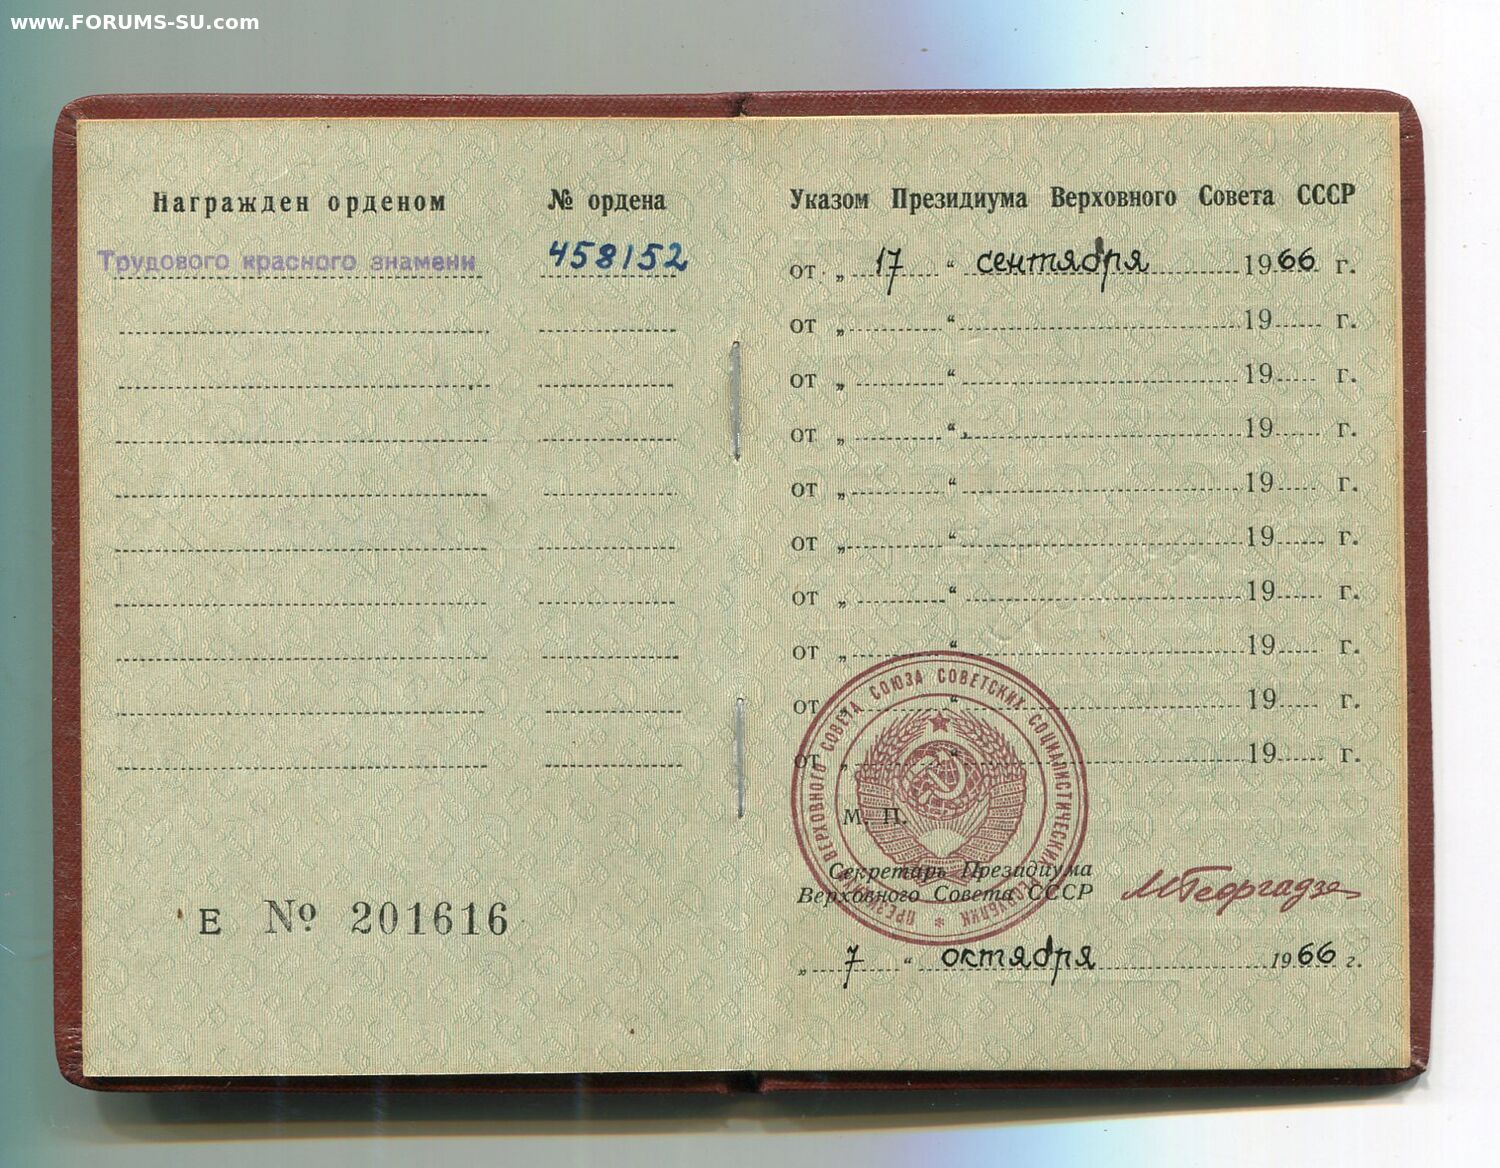 www.FORUMS-SU.com
Награжден орденом
№ ордена
Трудового красного знамени
458152
Е № 201616
Указом Президиума Верховного Совета СССР
от „ 17 “ сентября 1966 г.
от „ “ 19 г.
от „ “ 19 г.
от „ “ 19 г.
от „ “ 19 г.
от „ “ 19 г.
от „ “ 19 г.
от „ “ 19 г.
от „ “ 19 г.
от „ “ 19 г.
ПРЕЗИДИУМ ВЕРХОВНОГО СОВЕТА СОЮЗА СОВЕТСКИХ СОЦИАЛИСТИЧЕСКИХ РЕСПУБЛИК *
М. П.
Секретарь Президиума
Верховного Совета СССР
МГеоргадзе
„ 7 “ октября 1966 г.